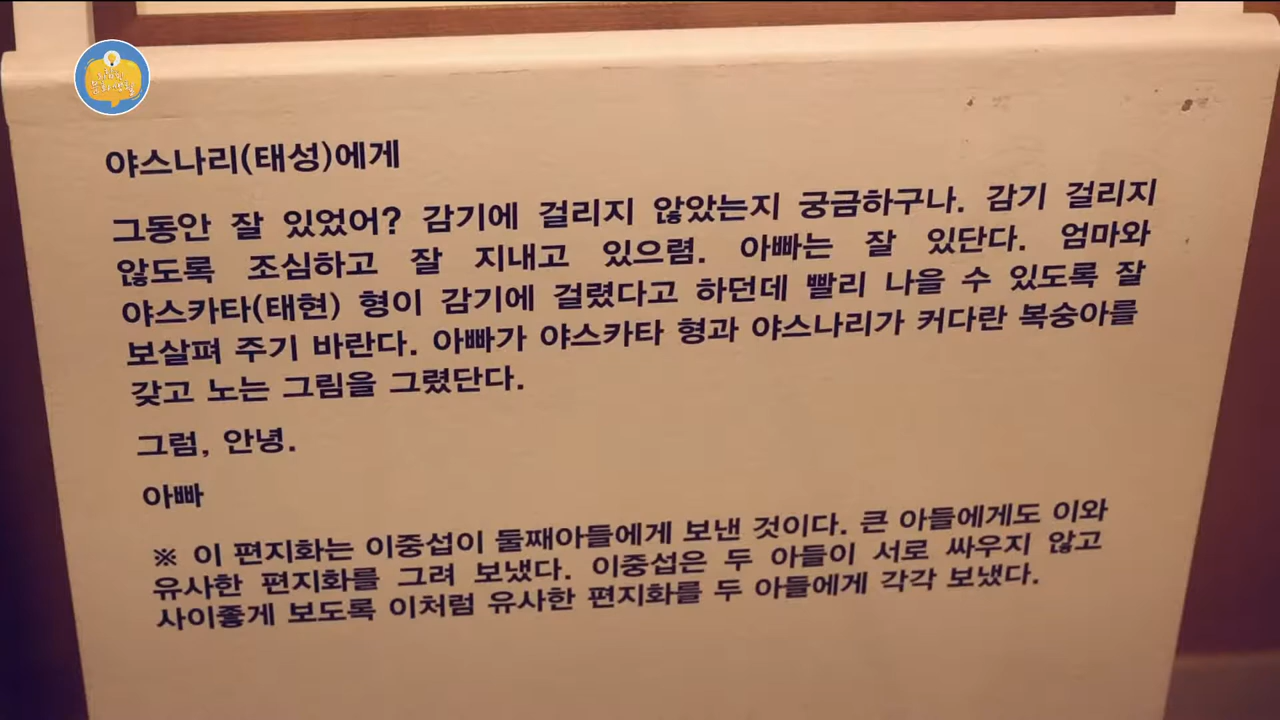 야스나리(태성)에게
그동안 잘 있었어? 감기에 걸리지 않았는지 궁금하구나. 감기 걸리지
않도록 조심하고 잘 지내고 있으렴. 아빠는 잘 있단다. 엄마와
야스카타(태현) 형이 감기에 걸렸다고 하던데 빨리 나을 수 있도록 잘
보살펴 주기 바란다. 아빠가 야스카타 형과 야스나리가 커다란 복숭아를
갖고 노는 그림을 그렸단다.
그럼, 안녕.
아빠
※ 이 편지화는 이중섭이 둘째아들에게 보낸 것이다. 큰 아들에게도 이와
유사한 편지화를 그려 보냈다. 이중섭은 두 아들이 서로 싸우지 않고
사이좋게 보도록 이처럼 유사한 편지화를 두 아들에게 각각 보냈다.